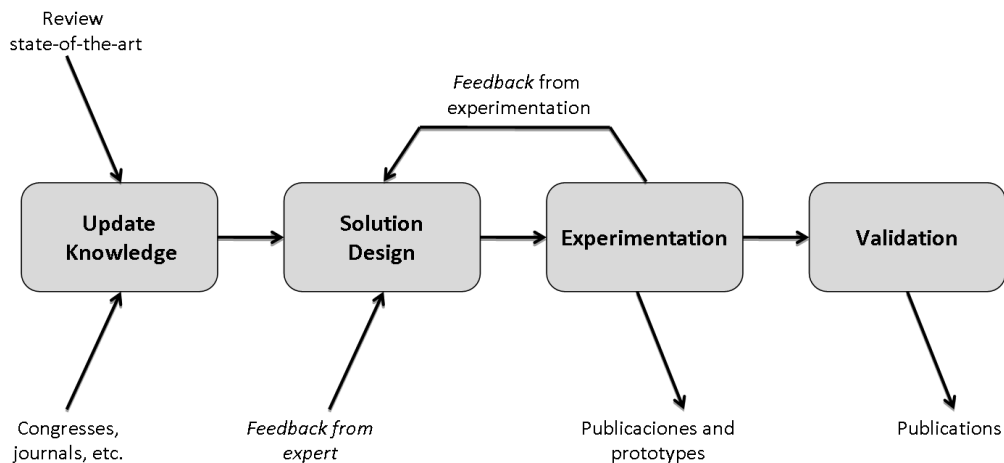 Review
state-of-the-art
Feedback from
experimentation
Update
Knowledge
Solution
Design
Experimentation
Validation
Congresses,
journals, etc.
Feedback from
expert
Publicaciones and
prototypes
Publications